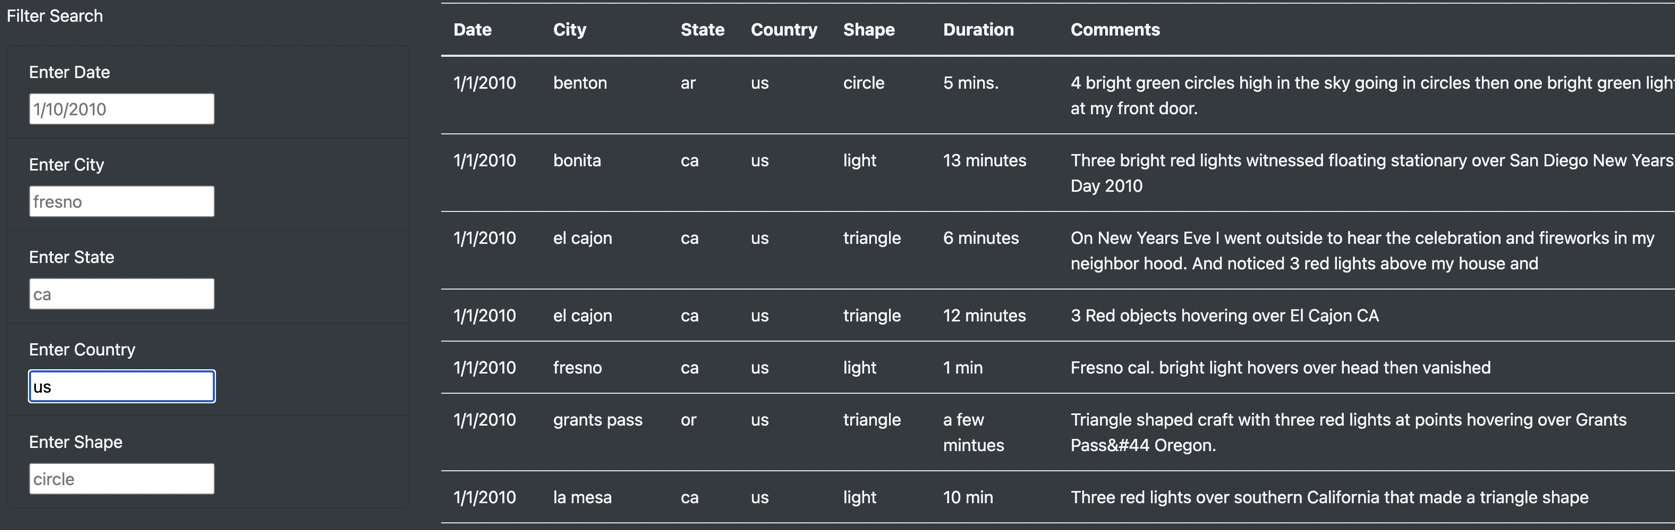 Filter Search
Enter Date
1/10/2010
Enter City
fresno
Enter State
ca
Enter Country
us
Enter Shape
circle
Date City State Country Shape Duration Comments
1/1/2010 benton ar us circle 5 mins. 4 bright green circles high in the sky going in circles then one bright green
at my front door.
1/1/2010 bonita ca us light 13 minutes Three bright red lights witnessed floating stationary over San Diego New Years
Day 2010
1/1/2010 el cajon ca us triangle 6 minutes On New Years Eve I went outside to hear the celebration and fireworks in my
neighbor hood. And noticed 3 red lights above my house and
1/1/2010 el cajon ca us triangle 12 minutes 3 Red objects hovering over El Cajon CA
1/1/2010 fresno ca us light 1 min Fresno cal. bright light hovers over head then vanished
1/1/2010 grants pass or us triangle a few Triangle shaped craft with three red lights at points hovering over Grants
mintues Pass&#44 Oregon.
1/1/2010 la mesa ca us light 10 min Three red lights over southern California that made a triangle shape